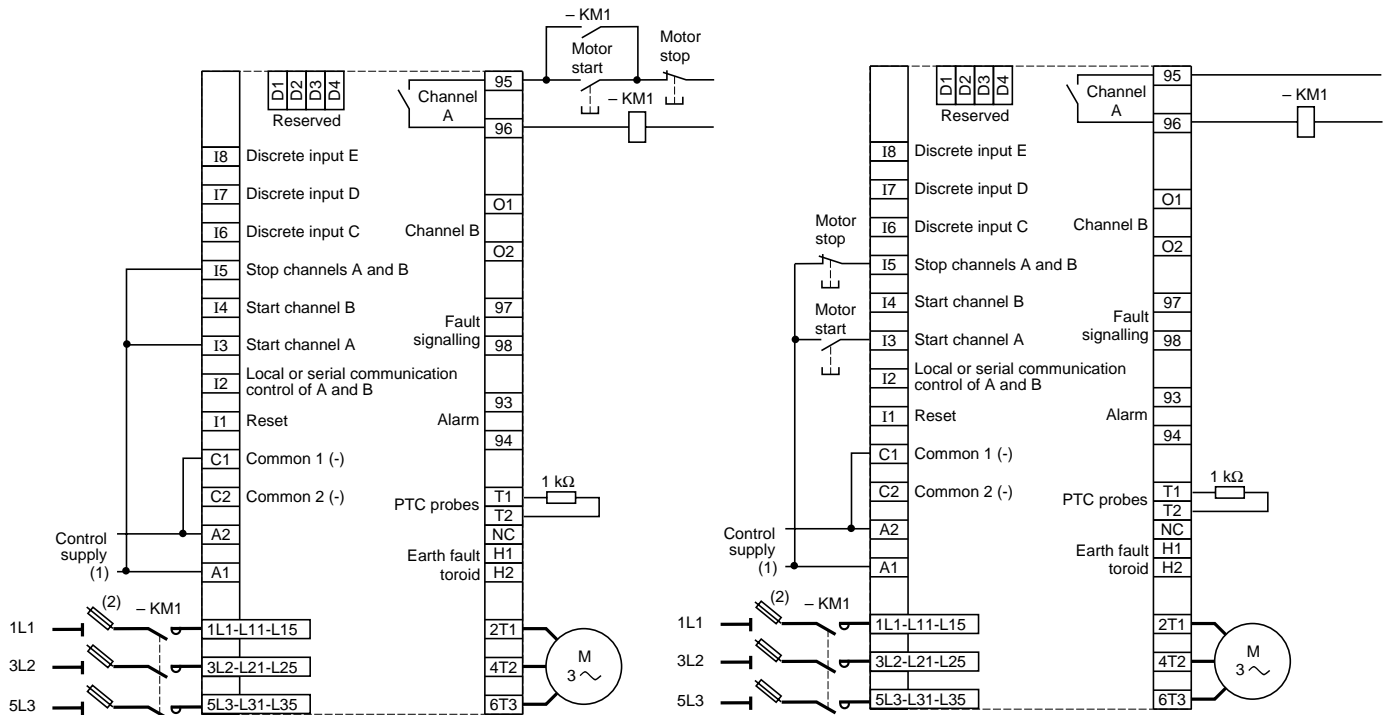 – KM1
Motor
start
Motor
stop
D1
D2
D3
D4
Reserved
Channel
A
95
– KM1
96
I8 Discrete input E
I7 Discrete input D
O1
I6 Discrete input C
Channel B
O2
I5 Stop channels A and B
I4 Start channel B
97
Fault
signalling
I3 Start channel A
98
I2 Local or serial communication
control of A and B
93
I1 Reset
Alarm
94
C1 Common 1 (-)
1 kΩ
C2 Common 2 (-)
PTC probes
T1
T2
Control
supply
(1)
A2
NC
Earth fault
toroid
H1
A1
H2
(2)
– KM1
1L1
1L1-L11-L15
2T1
3L2
3L2-L21-L25
4T2
M
3
5L3
5L3-L31-L35
6T3
D1
D2
D3
D4
Reserved
Channel
A
95
– KM1
96
I8 Discrete input E
I7 Discrete input D
O1
Motor
stop
I6 Discrete input C
Channel B
O2
I5 Stop channels A and B
I4 Start channel B
97
Motor
start
Fault
signalling
I3 Start channel A
98
I2 Local or serial communication
control of A and B
93
I1 Reset
Alarm
94
C1 Common 1 (-)
1 kΩ
C2 Common 2 (-)
PTC probes
T1
T2
Control
supply
(1)
A2
NC
Earth fault
toroid
H1
A1
H2
(2)
– KM1
1L1
1L1-L11-L15
2T1
3L2
3L2-L21-L25
4T2
M
3
5L3
5L3-L31-L35
6T3